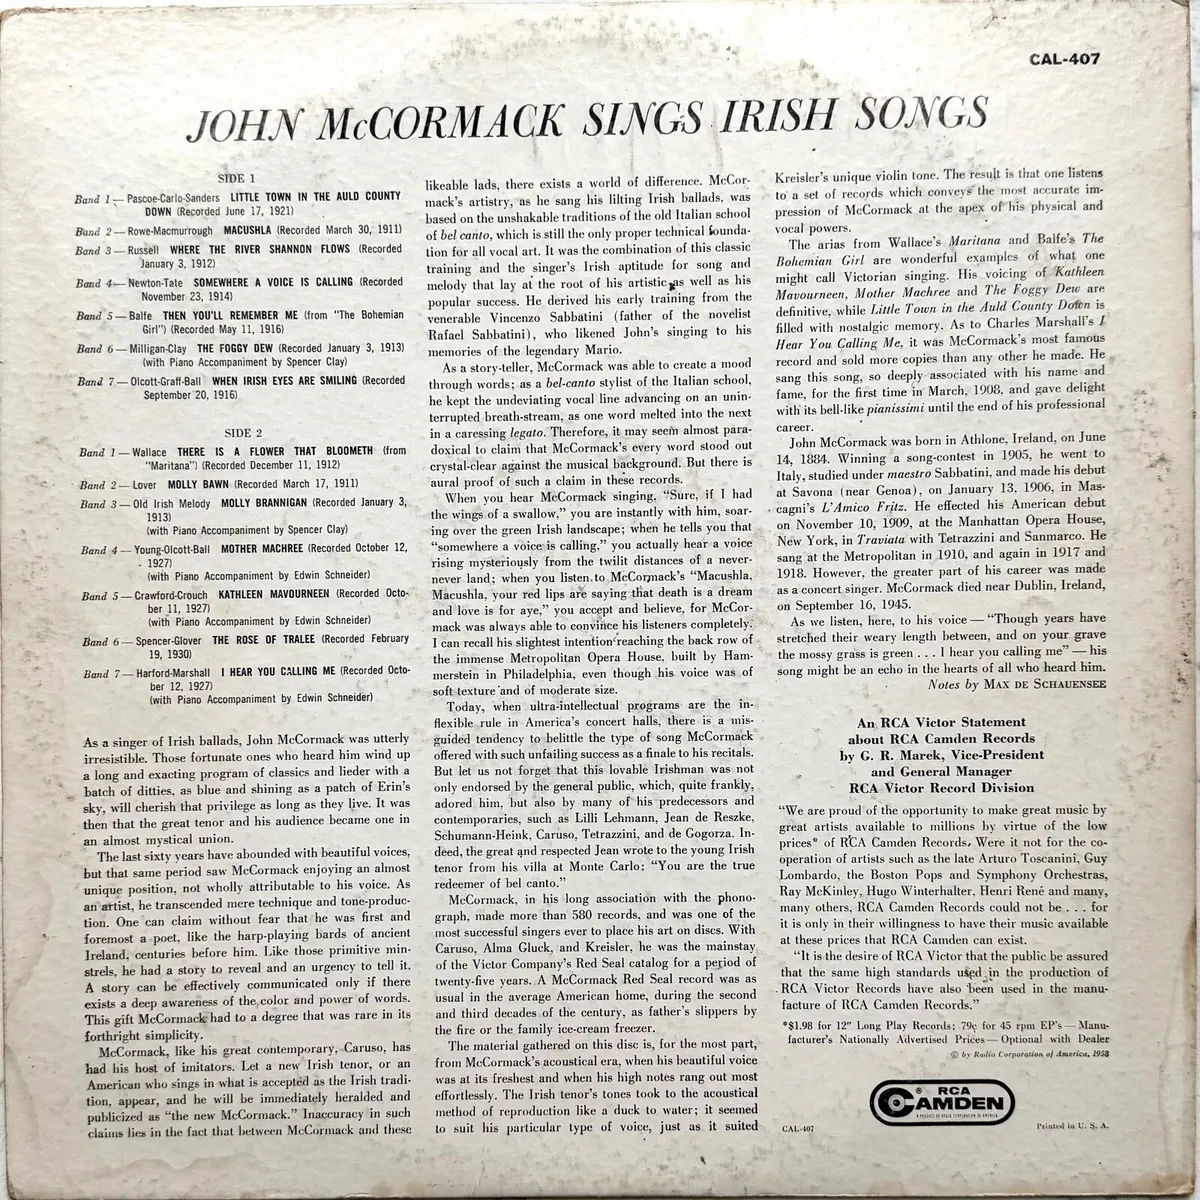 CAL-407
JOHN McCORMACK SINGS IRISH SONGS
SIDE 1
Band 1 — Pascoe-Carlo-Sanders LITTLE TOWN IN THE AULD COUNTY
DOWN (Recorded June 17, 1921)
Band 2 — Rowe-Macmurrough MACUSHLA (Recorded March 30, 1911)
Band 3 — Russell WHERE THE RIVER SHANNON FLOWS (Recorded
January 3, 1912)
Band 4 — Newton-Tate SOMEWHERE A VOICE IS CALLING (Recorded
November 23, 1914)
Band 5 — Balfe THEN YOU'LL REMEMBER ME (from "The Bohemian
Girl") (Recorded May 11, 1916)
Band 6 — Milligan-Clay THE FOGGY DEW (Recorded January 3, 1913)
(with Piano Accompaniment by Spencer Clay)
Band 7 — Olcott-Graff-Ball WHEN IRISH EYES ARE SMILING (Recorded
September 20, 1916)
SIDE 2
Band 1 — Wallace THERE IS A FLOWER THAT BLOOMETH (from
"Maritana") (Recorded December 11, 1912)
Band 2 — Lover MOLLY BAWN (Recorded March 17, 1911)
Band 3 — Old Irish Melody MOLLY BRANNIGAN (Recorded January 3,
1913)
(with Piano Accompaniment by Spencer Clay)
Band 4 — Young-Olcott-Ball MOTHER MACHREE (Recorded October 12,
1927)
(with Piano Accompaniment by Edwin Schneider)
Band 5 — Crawford-Crouch KATHLEEN MAVOURNEEN (Recorded Octo-
ber 11, 1927)
(with Piano Accompaniment by Edwin Schneider)
Band 6 — Spencer-Glover THE ROSE OF TRALEE (Recorded February
19, 1930)
Band 7 — Harford-Marshall I HEAR YOU CALLING ME (Recorded Octo-
ber 12, 1927)
(with Piano Accompaniment by Edwin Schneider)
As a singer of Irish ballads, John McCormack was utterly
irresistible. Those fortunate ones who heard him wind up
a long and exacting program of classics and lieder with a
batch of ditties, as blue and shining as a patch of Erin's
sky, will cherish that privilege as long as they live. It was
then that the great tenor and his audience became one in
an almost mystical union.
The last sixty years have abounded with beautiful voices,
but that same period saw McCormack enjoying an almost
unique position, not wholly attributable to his voice. As
an artist, he transcended mere technique and tone-produc-
tion. One can claim without fear that he was first and
foremost a poet, like the harp-playing bards of ancient
Ireland, centuries before him. Like those primitive min-
strels, he had a story to reveal and an urgency to tell it.
A story can be effectively communicated only if there
exists a deep awareness of the color and power of words.
This gift McCormack had to a degree that was rare in its
forthright simplicity.
McCormack, like his great contemporary, Caruso, has
had his host of imitators. Let a new Irish tenor, or an
American who sings in what is accepted as the Irish tradi-
tion, appear, and he will be immediately heralded and
publicized as "the new McCormack." Inaccuracy in such
claims lies in the fact that between McCormack and these
likeable lads, there exists a world of difference. McCor-
mack's artistry, as he sang his lilting Irish ballads, was
based on the unshakable traditions of the old Italian school
of bel canto, which is still the only proper technical founda-
tion for all vocal art. It was the combination of this classic
training and the singer's Irish aptitude for song and
melody that lay at the root of his artistic as well as his
popular success. He derived his early training from the
venerable Vincenzo Sabbatini (father of the novelist
Rafael Sabbatini), who likened John's singing to his
memories of the legendary Mario.
As a story-teller, McCormack was able to create a mood
through words; as a bel-canto stylist of the Italian school,
he kept the undeviating vocal line advancing on an unin-
terrupted breath-stream, as one word melted into the next
in a caressing legato. Therefore, it may seem almost para-
doxical to claim that McCormack's every word stood out
crystal-clear against the musical background. But there is
aural proof of such a claim in these records.
When you hear McCormack singing, "Sure, if I had
the wings of a swallow," you are instantly with him, soar-
ing over the green Irish landscape; when he tells you that
"somewhere a voice is calling," you actually hear a voice
rising mysteriously from the twilit distances of a never-
never land; when you listen to McCormack's "Macushla,
Macushla, your red lips are saying that death is a dream
and love is for aye," you accept and believe, for McCor-
mack was always able to convince his listeners completely.
I can recall his slightest intention reaching the back row of
the immense Metropolitan Opera House, built by Ham-
merstein in Philadelphia, even though his voice was of
soft texture and of moderate size.
Today, when ultra-intellectual programs are the in-
flexible rule in America's concert halls, there is a mis-
guided tendency to belittle the type of song McCormack
offered with such unfailing success as a finale to his recitals.
But let us not forget that this lovable Irishman was not
only endorsed by the general public, which, quite frankly,
adored him, but also by many of his predecessors and
contemporaries, such as Lilli Lehmann, Jean de Reszke,
Schumann-Heink, Caruso, Tetrazzini, and de Gogorza. In-
deed, the great and respected Jean wrote to the young Irish
tenor from his villa at Monte Carlo: "You are the true
redeemer of bel canto."
McCormack, in his long association with the phono-
graph, made more than 580 records, and was one of the
most successful singers ever to place his art on discs. With
Caruso, Alma Gluck, and Kreisler, he was the mainstay
of the Victor Company's Red Seal catalog for a period of
twenty-five years. A McCormack Red Seal record was as
usual in the average American home, during the second
and third decades of the century, as father's slippers by
the fire or the family ice-cream freezer.
The material gathered on this disc is, for the most part,
from McCormack's acoustical era, when his beautiful voice
was at its freshest and when his high notes rang out most
effortlessly. The Irish tenor's tones took to the acoustical
method of reproduction like a duck to water; it seemed
to suit his particular type of voice, just as it suited
Kreisler's unique violin tone. The result is that one listens
to a set of records which conveys the most accurate im-
pression of McCormack at the apex of his physical and
vocal powers.
The arias from Wallace's Maritana and Balfe's The
Bohemian Girl are wonderful examples of what one
might call Victorian singing. His voicing of Kathleen
Mavourneen, Mother Machree and The Foggy Dew are
definitive, while Little Town in the Auld County Down is
filled with nostalgic memory. As to Charles Marshall's I
Hear You Calling Me, it was McCormack's most famous
record and sold more copies than any other he made. He
sang this song, so deeply associated with his name and
fame, for the first time in March, 1908, and gave delight
with its bell-like pianissimi until the end of his professional
career.
John McCormack was born in Athlone, Ireland, on June
14, 1884. Winning a song-contest in 1905, he went to
Italy, studied under maestro Sabbatini, and made his debut
at Savona (near Genoa), on January 13, 1906, in Mas-
cagni's L'Amico Fritz. He effected his American debut
on November 10, 1909, at the Manhattan Opera House,
New York, in Traviata with Tetrazzini and Sanmarco. He
sang at the Metropolitan in 1910, and again in 1917 and
1918. However, the greater part of his career was made
as a concert singer. McCormack died near Dublin, Ireland,
on September 16, 1945.
As we listen, here, to his voice — "Though years have
stretched their weary length between, and on your grave
the mossy grass is green . . . I hear you calling me" — his
song might be an echo in the hearts of all who heard him.
Notes by MAX DE SCHAUENSEE
An RCA Victor Statement
about RCA Camden Records
by G. R. Marek, Vice-President
and General Manager
RCA Victor Record Division
"We are proud of the opportunity to make great music by
great artists available to millions by virtue of the low
prices* of RCA Camden Records. Were it not for the co-
operation of artists such as the late Arturo Toscanini, Guy
Lombardo, the Boston Pops and Symphony Orchestras,
Ray McKinley, Hugo Winterhalter, Henri René and many,
many others, RCA Camden Records could not be . . . for
it is only in their willingness to have their music available
at these prices that RCA Camden can exist.
"It is the desire of RCA Victor that the public be assured
that the same high standards used in the production of
RCA Victor Records have also been used in the manu-
facture of RCA Camden Records."
*$1.98 for 12" Long Play Records; 79¢ for 45 rpm EP's — Manu-
facturer's Nationally Advertised Prices — Optional with Dealer
© by Radio Corporation of America, 1958
® RCA
CAMDEN
A PRODUCT OF RADIO CORPORATION OF AMERICA
CAL-407
Printed in U. S. A.